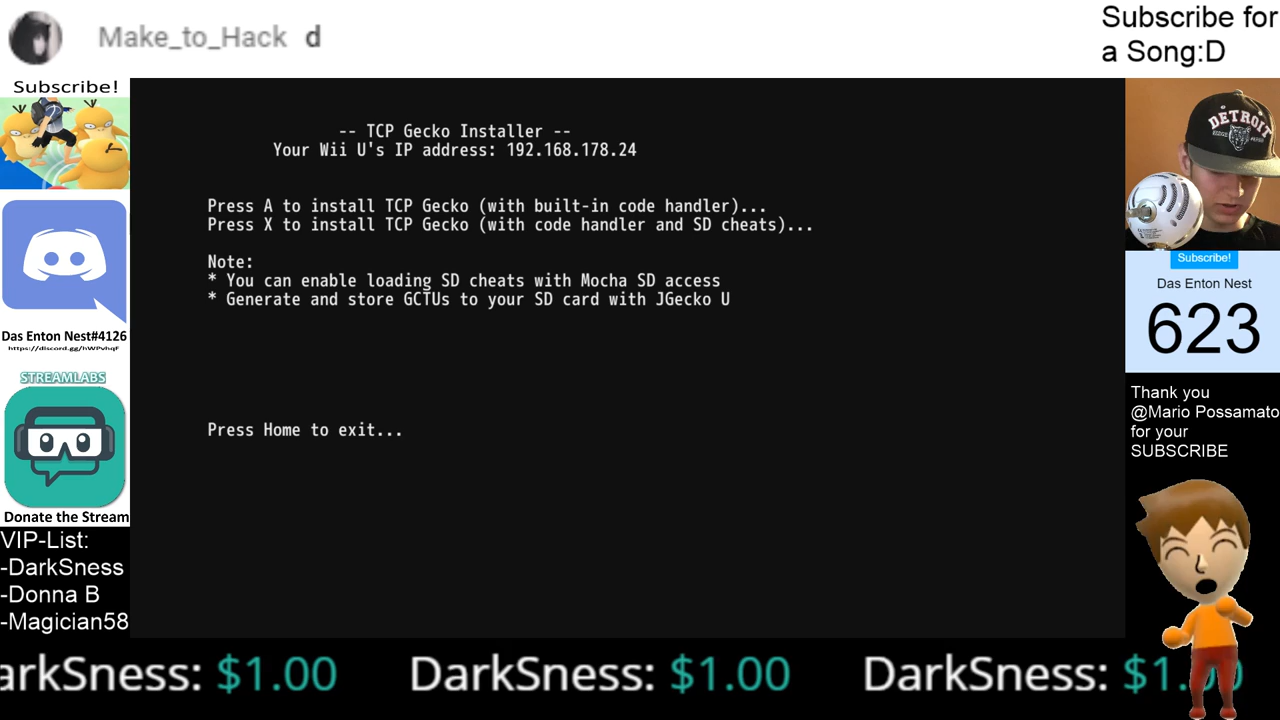 Make_to_Hack d
Subscribe for
a Song:D
Subscribe!
-- TCP Gecko Installer --
Your Wii U's IP address: 192.168.178.24
Press A to install TCP Gecko (with built-in code handler)...
Press X to install TCP Gecko (with code handler and SD cheats)...
Note:
* You can enable loading SD cheats with Mocha SD access
* Generate and store GCTUs to your SD card with JGecko U
Press Home to exit...
DETROIT
Subscribe!
Das Enton Nest
623
Das Enton Nest#4126
https://discord.gg/hWPvhqF
STREAMLABS
Donate the Stream
VIP-List:
-DarkSness
-Donna B
-Magician58
Thank you
@Mario Possamato
for your
SUBSCRIBE
arkSness: $1.00 DarkSness: $1.00 DarkSness: $1.00